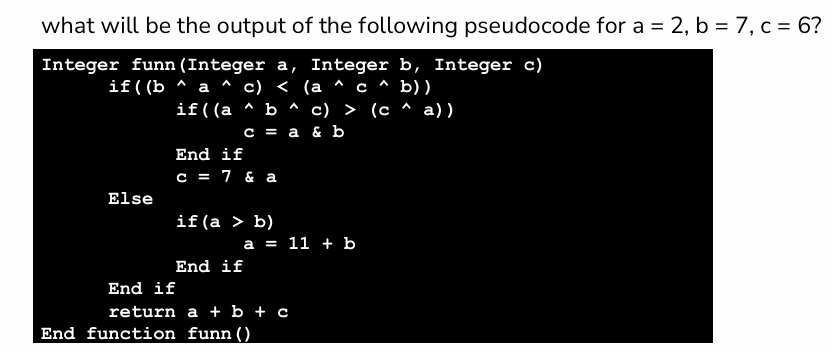 what will be the output of the following pseudocode for a = 2, b = 7, c = 6?
Integer funn(Integer a, Integer b, Integer c)
if((b ^ a ^ c) < (a ^ c ^ b))
if((a ^ b ^ c) > (c ^ a))
c = a & b
End if
c = 7 & a
Else
if(a > b)
a = 11 + b
End if
End if
return a + b + c
End function funn()